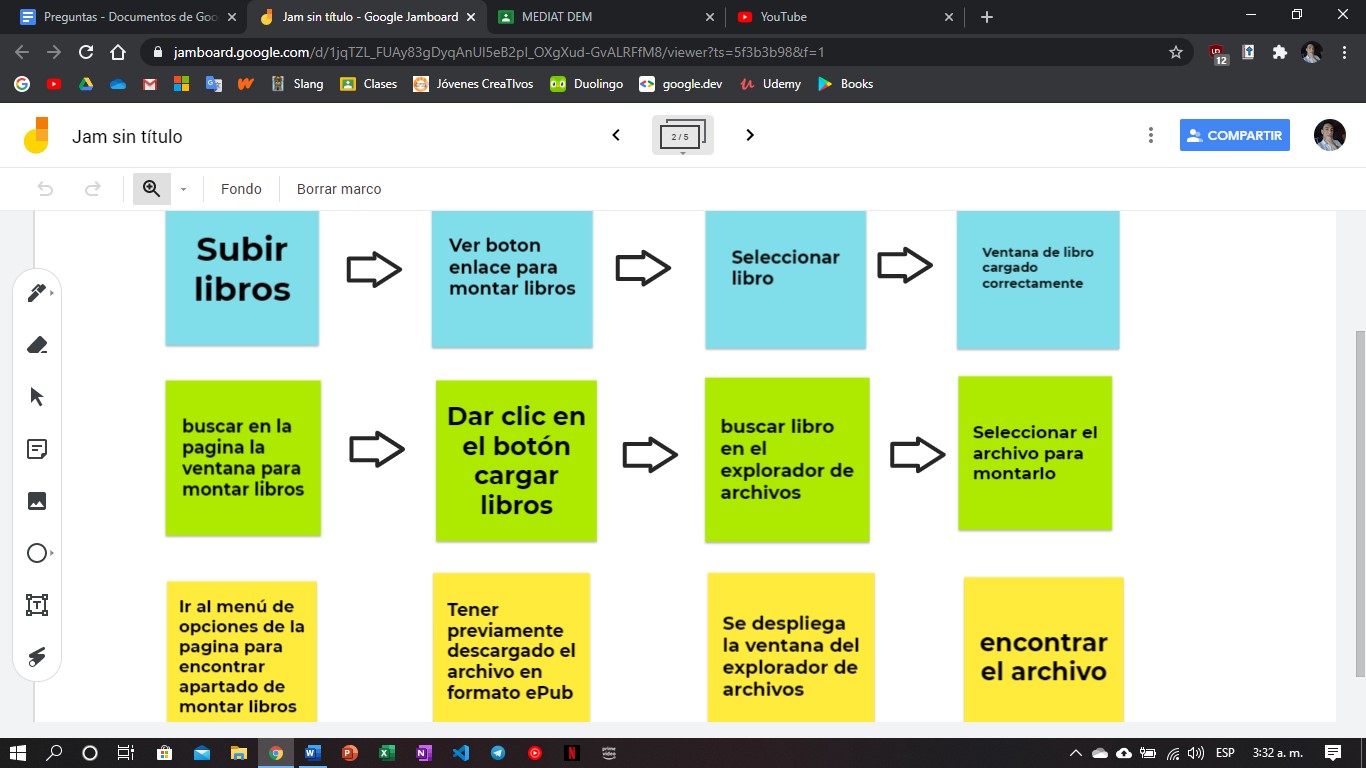 Preguntas - Documentos de Goo
Jam sin título - Google Jamboard
MEDIAT DEM
YouTube
jamboard.google.com/d/1jqTZL_FUAy83gDyqAnUI5eB2pl_OXgXud-GvALRFfM8/viewer?ts=5f3b3b98&f=1
12
Slang
Clases
Jóvenes CreaTIvos
Duolingo
google.dev
Udemy
Books
Jam sin título
2 / 5
COMPARTIR
Fondo
Borrar marco
Subir
libros
Ver boton
enlace para
montar libros
Seleccionar
libro
Ventana de libro
cargado
correctamente
buscar en la
pagina la
ventana para
montar libros
Dar clic en
el botón
cargar
libros
buscar libro
en el
explorador de
archivos
Seleccionar el
archivo para
montarlo
Ir al menú de
opciones de la
pagina para
encontrar
apartado de
montar libros
Tener
previamente
descargado el
archivo en
formato ePub
Se despliega
la ventana del
explorador de
archivos
encontrar
el archivo
ESP
3:32 a. m.